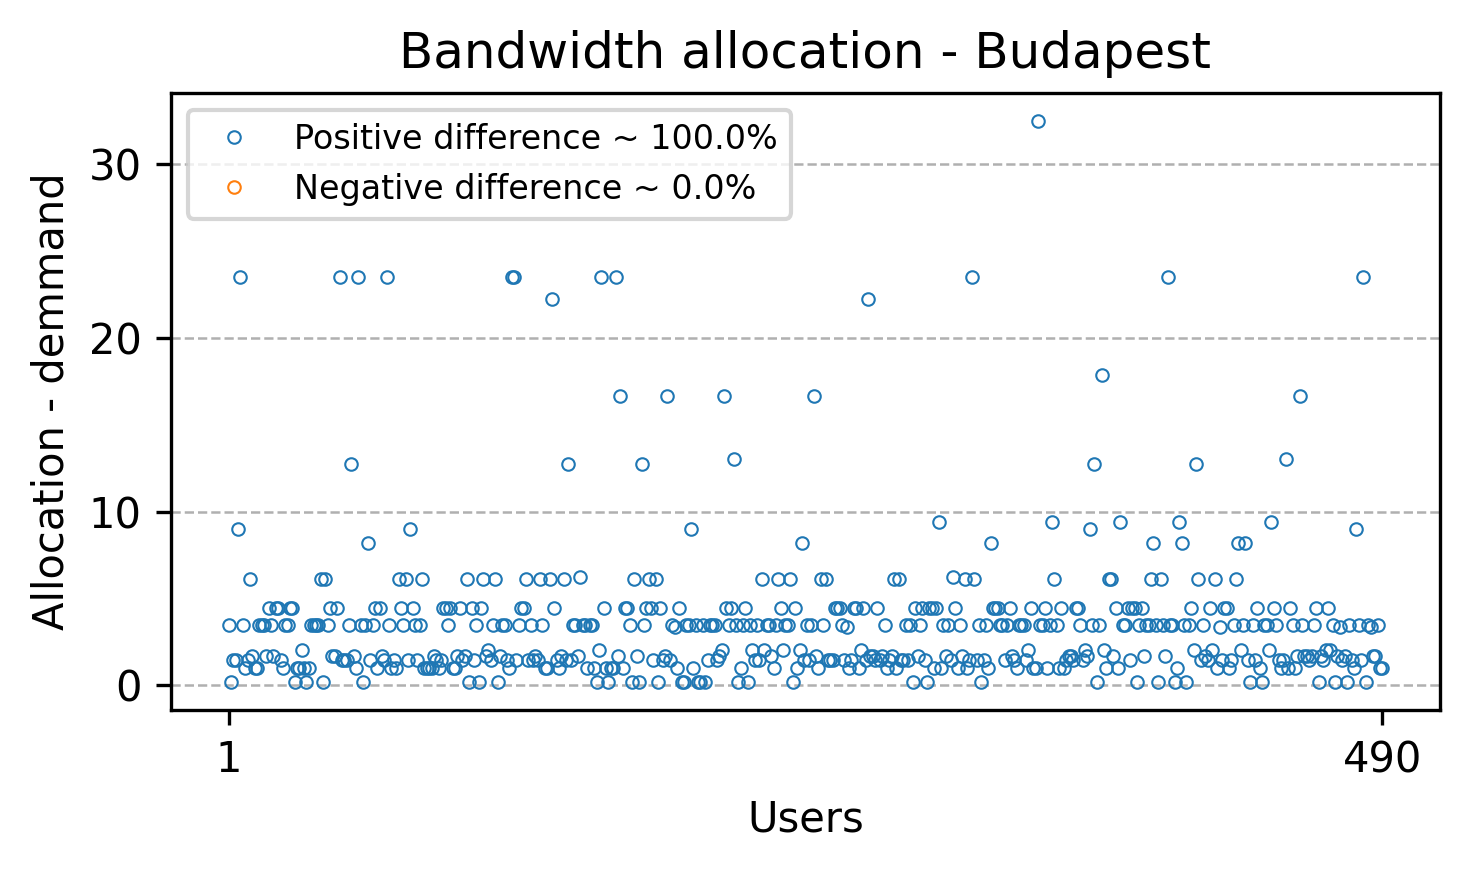 Bandwidth allocation - Budapest
Positive difference ~ 100.0%
Negative difference ~ 0.0%
Allocation - demmand
30
20
10
0
1
490
Users